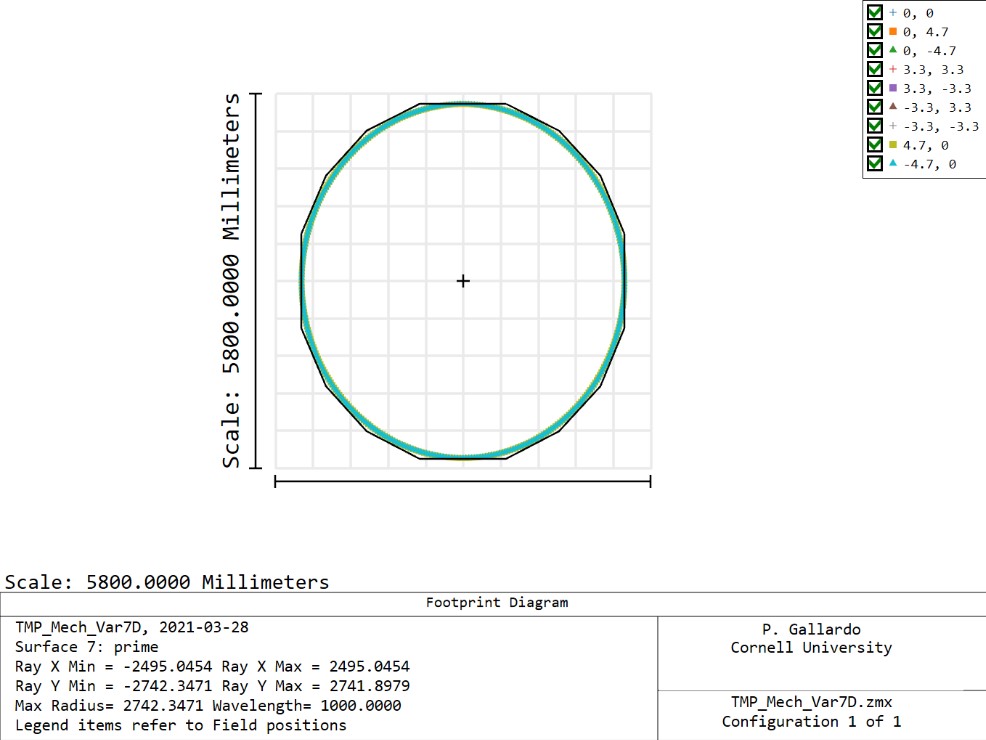 0, 0
0, 4.7
0, -4.7
3.3, 3.3
3.3, -3.3
-3.3, 3.3
-3.3, -3.3
4.7, 0
-4.7, 0
Scale: 5800.0000 Millimeters
Scale: 5800.0000 Millimeters
Footprint Diagram
TMP_Mech_Var7D, 2021-03-28
Surface 7: prime
Ray X Min = -2495.0454 Ray X Max = 2495.0454
Ray Y Min = -2742.3471 Ray Y Max = 2741.8979
Max Radius= 2742.3471 Wavelength= 1000.0000
Legend items refer to Field positions
P. Gallardo
Cornell University
TMP_Mech_Var7D.zmx
Configuration 1 of 1